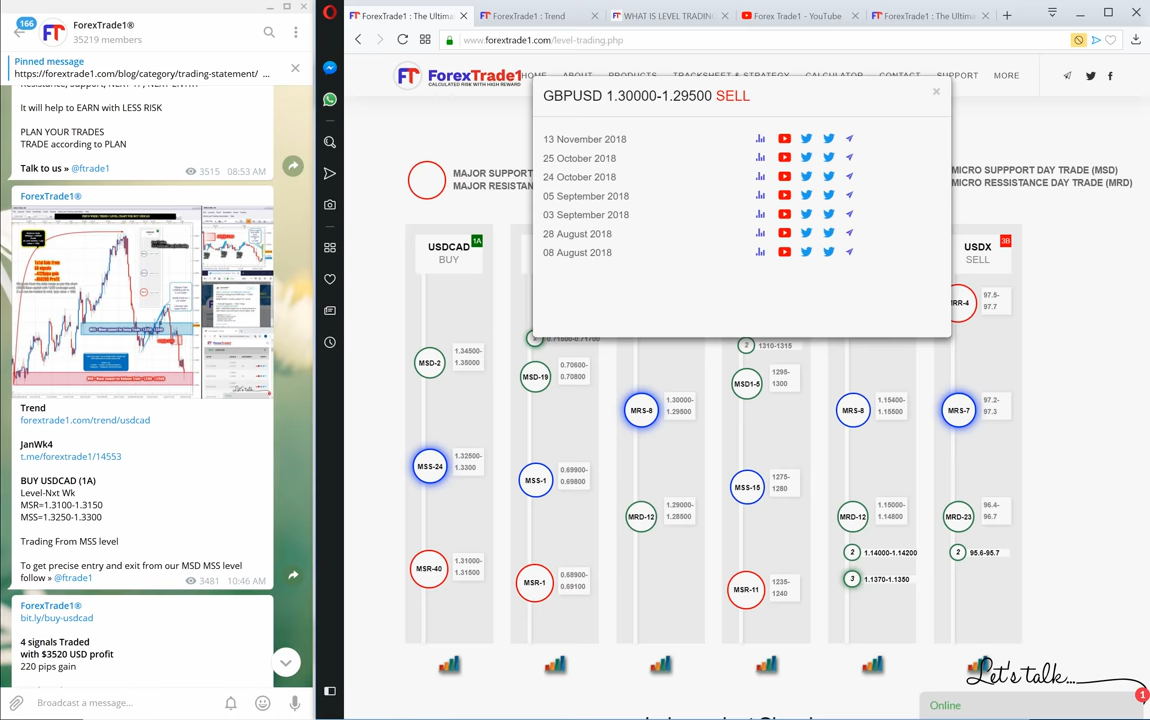 166
FT
ForexTrade1®
35219 members
Pinned message
https://forextrade1.com/blog/category/trading-statement/ ...
It will help to EARN with LESS RISK
PLAN YOUR TRADES
TRADE according to PLAN
Talk to us » @ftrade1
3515 08:53 AM
ForexTrade1®
Trend
forextrade1.com/trend/usdcad
JanWk4
t.me/forextrade1/14553
BUY USDCAD (1A)
Level-Nxt Wk
MSR=1.3100-1.3150
MSS=1.3250-1.3300
Trading From MSS level
To get precise entry and exit from our MSD MSS level
follow » @ftrade1
3481 10:46 AM
ForexTrade1®
bit.ly/buy-usdcad
4 signals Traded
with $3520 USD profit
220 pips gain
Broadcast a message...
ForexTrade1 : The Ultima
ForexTrade1 : Trend
WHAT IS LEVEL TRADIN
Forex Trade1 - YouTube
ForexTrade1 : The Ultima
www.forextrade1.com/level-trading.php
FT ForexTrade1
CALCULATED RISK WITH HIGH REWARD
HOME ABOUT PRODUCTS TRACKSHEET & STRATEGY CALCULATOR CONTACT SUPPORT MORE
GBPUSD 1.30000-1.29500 SELL
13 November 2018
25 October 2018
24 October 2018
05 September 2018
03 September 2018
28 August 2018
08 August 2018
MAJOR SUPPORT
MAJOR RESISTAN
MICRO SUPPPORT DAY TRADE (MSD)
MICRO RESSISTANCE DAY TRADE (MRD)
USDCAD 1A
BUY
MSD-2 1.34500-
1.35000
MSS-24 1.32500-
1.3300
MSR-40 1.31000-
1.31500
2 0.71500-0.71700
MSD-19 0.70600-
0.70800
MSS-1 0.69900-
0.69800
MSR-1 0.68900-
0.69100
MRS-8 1.30000-
1.29500
MRD-12 1.29000-
1.28500
2 1310-1315
MSD1-5 1295-
1300
MSS-15 1275-
1280
MSR-11 1235-
1240
MRS-8 1.15400-
1.15500
MRD-12 1.15000-
1.14800
2 1.14000-1.14200
3 1.1370-1.1350
USDX 3B
SELL
MRR-4 97.5-
97.7
MRS-7 97.2-
97.3
MRD-23 96.4-
96.7
2 95.6-95.7
Let's talk...
Online
1